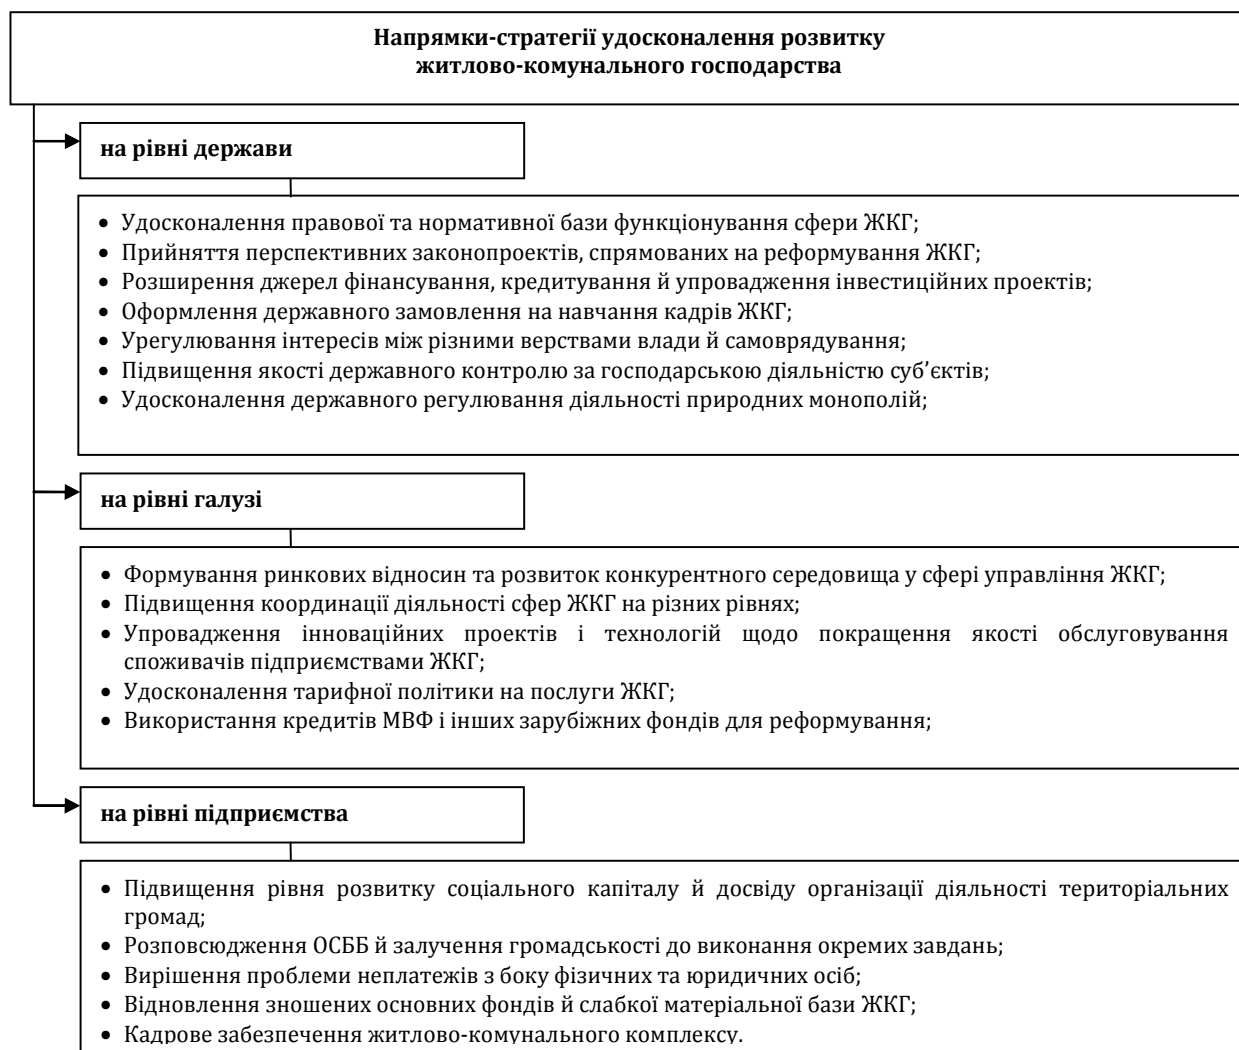 Напрямки-стратегії удосконалення розвитку
житлово-комунального господарства
на рівні держави
• Удосконалення правової та нормативної бази функціонування сфери ЖКГ;
• Прийняття перспективних законопроектів, спрямованих на реформування ЖКГ;
• Розширення джерел фінансування, кредитування й упровадження інвестиційних проектів;
• Оформлення державного замовлення на навчання кадрів ЖКГ;
• Урегулювання інтересів між різними верствами влади й самоврядування;
• Підвищення якості державного контролю за господарською діяльністю суб’єктів;
• Удосконалення державного регулювання діяльності природних монополій;
на рівні галузі
• Формування ринкових відносин та розвиток конкурентного середовища у сфері управління ЖКГ;
• Підвищення координації діяльності сфер ЖКГ на різних рівнях;
• Упровадження інноваційних проектів і технологій щодо покращення якості обслуговування
споживачів підприємствами ЖКГ;
• Удосконалення тарифної політики на послуги ЖКГ;
• Використання кредитів МВФ і інших зарубіжних фондів для реформування;
на рівні підприємства
• Підвищення рівня розвитку соціального капіталу й досвіду організації діяльності територіальних
громад;
• Розповсюдження ОСББ й залучення громадськості до виконання окремих завдань;
• Вирішення проблеми неплатежів з боку фізичних та юридичних осіб;
• Відновлення зношених основних фондів й слабкої матеріальної бази ЖКГ;
• Кадрове забезпечення житлово-комунального комплексу.